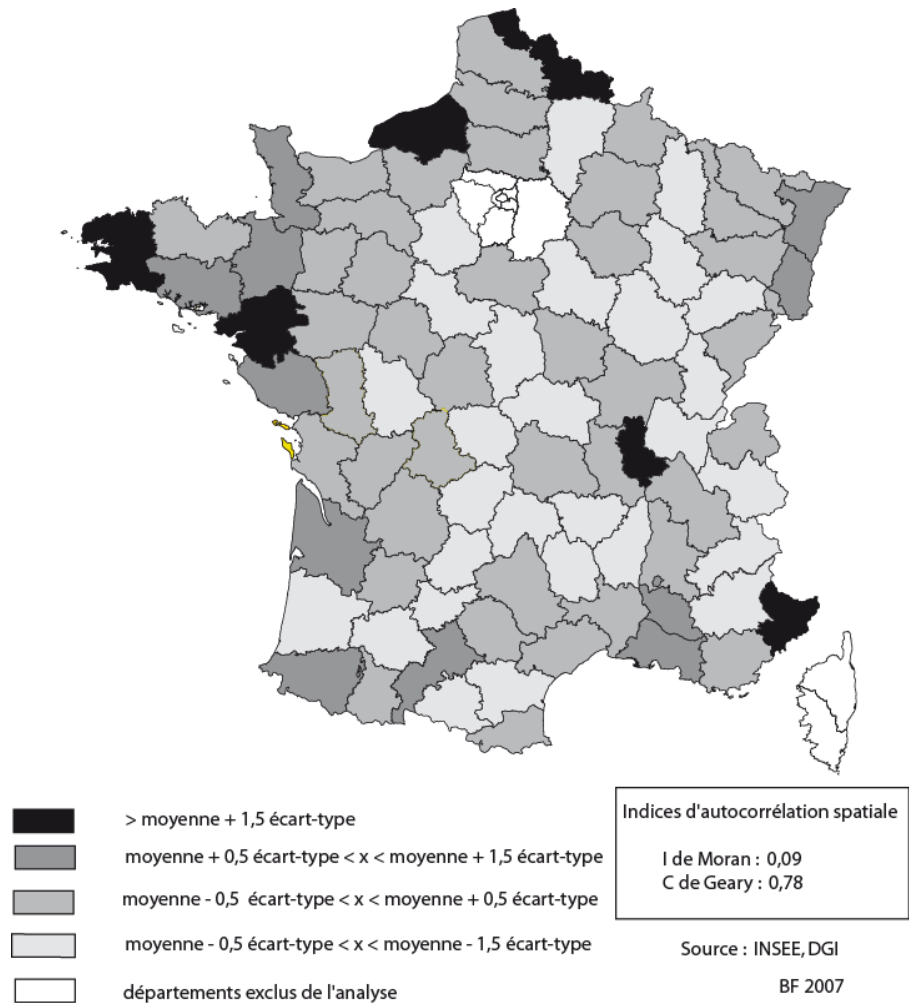 > moyenne + 1,5 écart-type
moyenne + 0,5 écart-type < x < moyenne + 1,5 écart-type
moyenne - 0,5 écart-type < x < moyenne + 0,5 écart-type
moyenne - 0,5 écart-type < x < moyenne - 1,5 écart-type
départements exclus de l'analyse
Indices d'autocorrélation spatiale
I de Moran : 0,09
C de Geary : 0,78
Source : INSEE, DGI
BF 2007